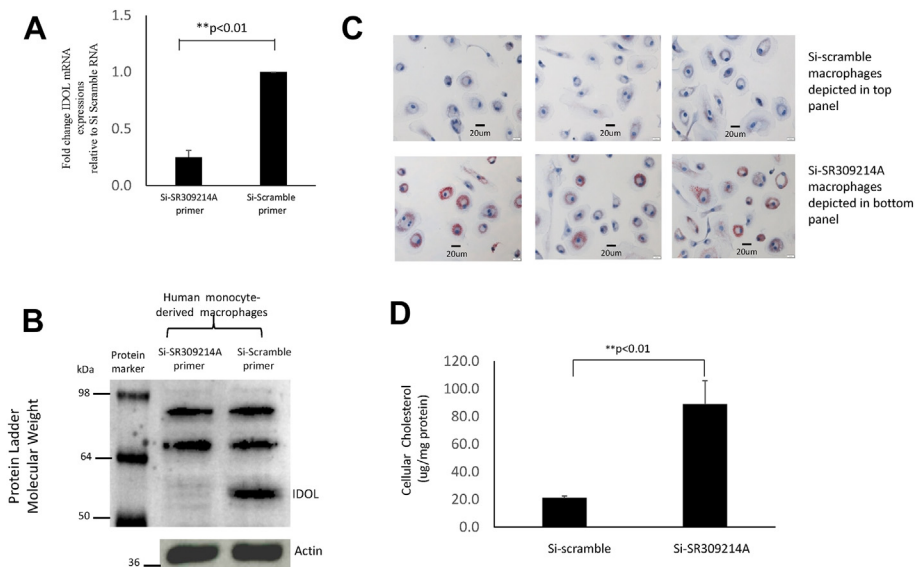 A
1.5
**p<0.01
1.0
0.5
0.0
Fold change IDOL mRNA
expressions
relative to Si Scramble RNA
Si-SR309214A
primer
Si-Scramble
primer
C
20um
20um
20um
20um
20um
20um
Si-scramble
macrophages
depicted in top
panel
Si-SR309214A
macrophages
depicted in bottom
panel
B
Human monocyte-
derived macrophages
Si-SR309214A
primer
Si-Scramble
primer
Protein
marker
kDa
98
64
50
36
Protein Ladder
Molecular Weight
IDOL
Actin
D
**p<0.01
120.0
100.0
80.0
60.0
40.0
20.0
0.0
Cellular Cholesterol
(ug/mg protein)
Si-scramble
Si-SR309214A